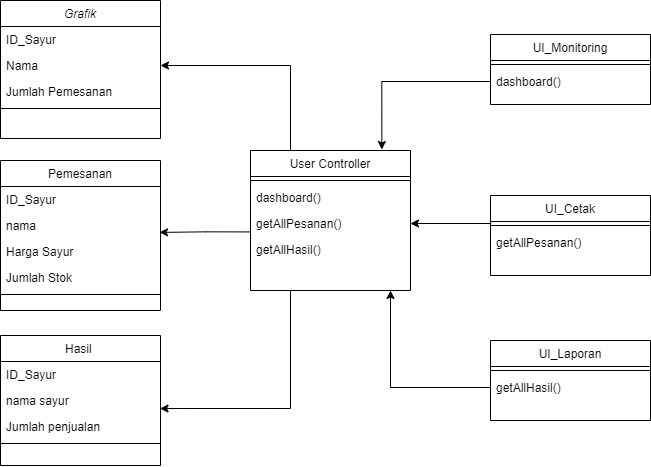 Grafik
ID_Sayur
Nama
Jumlah Pemesanan
Pemesanan
ID_Sayur
nama
Harga Sayur
Jumlah Stok
Hasil
ID_Sayur
nama sayur
Jumlah penjualan
User Controller
dashboard()
getAllPesanan()
getAllHasil()
UI_Monitoring
dashboard()
UI_Cetak
getAllPesanan()
UI_Laporan
getAllHasil()